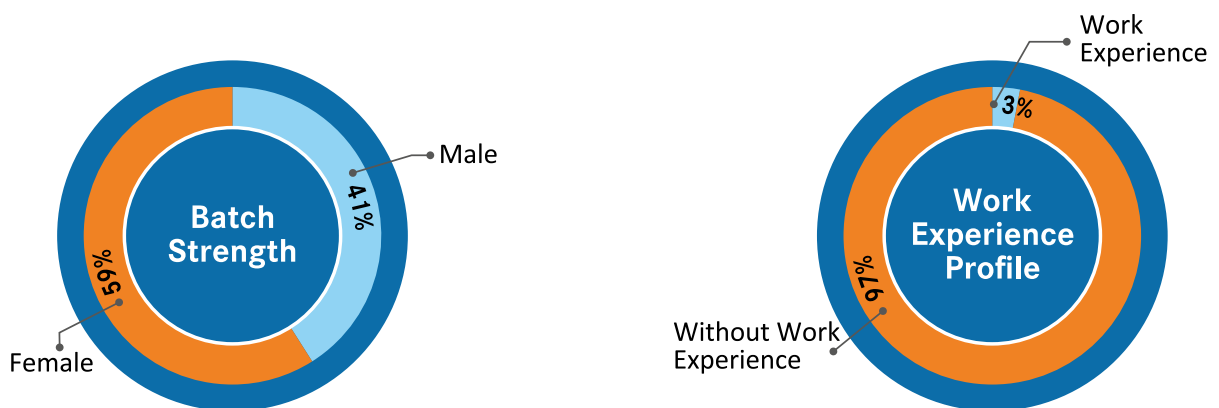 Male
41%
Batch
Strength
59%
Female
Work
Experience
3%
Work
Experience
Profile
97%
Without Work
Experience